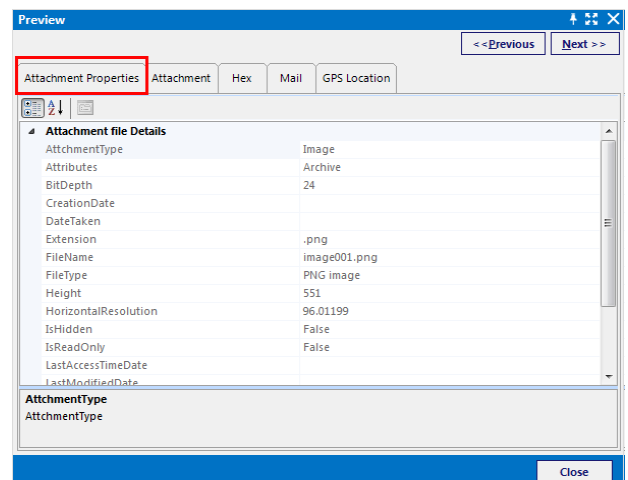 Preview
<<Previous Next >>
Attachment Properties Attachment Hex Mail GPS Location
Attachment file Details
AttchmentType Image
Attributes Archive
BitDepth 24
CreationDate
DateTaken
Extension .png
FileName image001.png
FileType PNG image
Height 551
HorizontalResolution 96.01199
IsHidden False
IsReadOnly False
LastAccessTimeDate
LastModifiedDate
AttchmentType
AttchmentType
Close